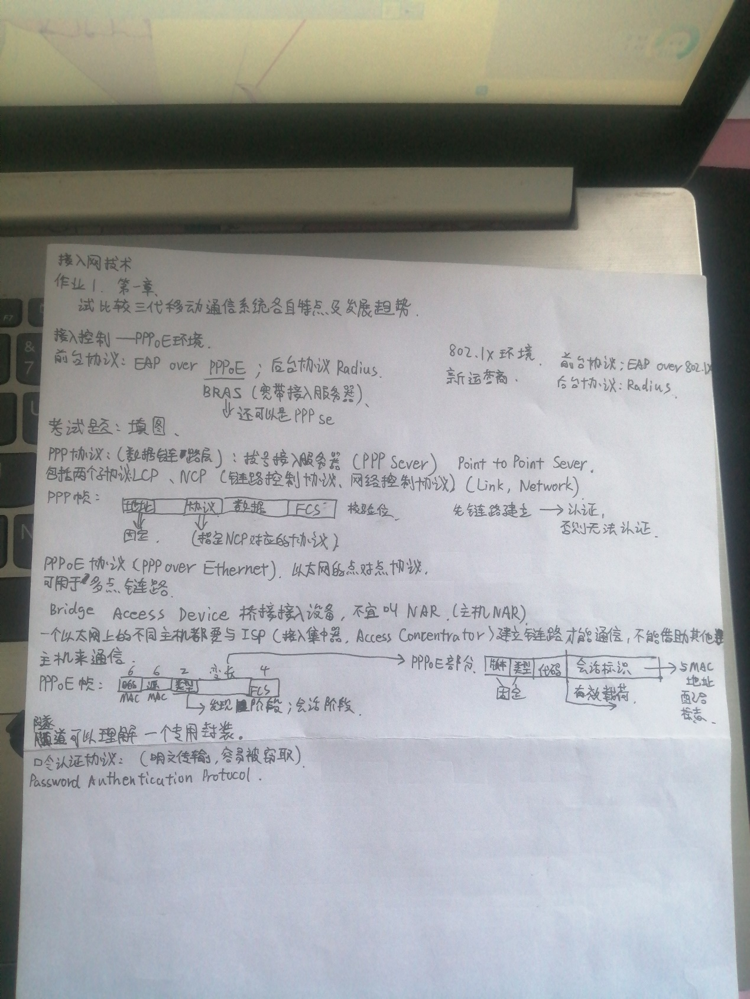 接入网技术
作业1. 第一章、
试比较三代移动通信系统各自特点及发展趋势.
接入控制——PPPoE环境.
前台协议: EAP over PPPoE ; 后台协议 Radius.
BRAS (宽带接入服务器)、
还可以是 PPP se
802.1X 环境.
新运营商.
前台协议: EAP over 802.1X
后台协议: Radius.
考试题: 填图、
PPP协议: (数据链路层) : 拨号接入服务器 (PPP Sever) Point to Point Sever.
包括两个子协议LCP、NCP (链路控制协议、网络控制协议) (Link, Network)
PPP帧: 地址 协议 数据 FCS 校验位.
固定. (指定NCP对应的协议)
先链路建立 → 认证,
否则无法认证.
PPPoE 协议 (PPP over Ethernet). 以太网的点对点协议.
可用于多点链路.
Bridge Access Device 桥接接入设备, 不宜叫 NAR. (主机NAR)
一个以太网上的不同主机都要与 ISP (接入集中器, Access Concentrator) 建立链路才能通信, 不能借助其他
主机来通信.
6 6 2 变长 4
PPPoE 帧: 源 类型 FCS
MAC MAC
→ 发现阶段; 会话阶段.
→ PPPoE部分. 版本 类型 代码 会话标识 → 与MAC
地址
配合
标志.
固定 有效载荷.
隧
道可以理解一个专用封装。
口令认证协议: (明文传输, 容易被窃取)
Password Authentication Protocol.